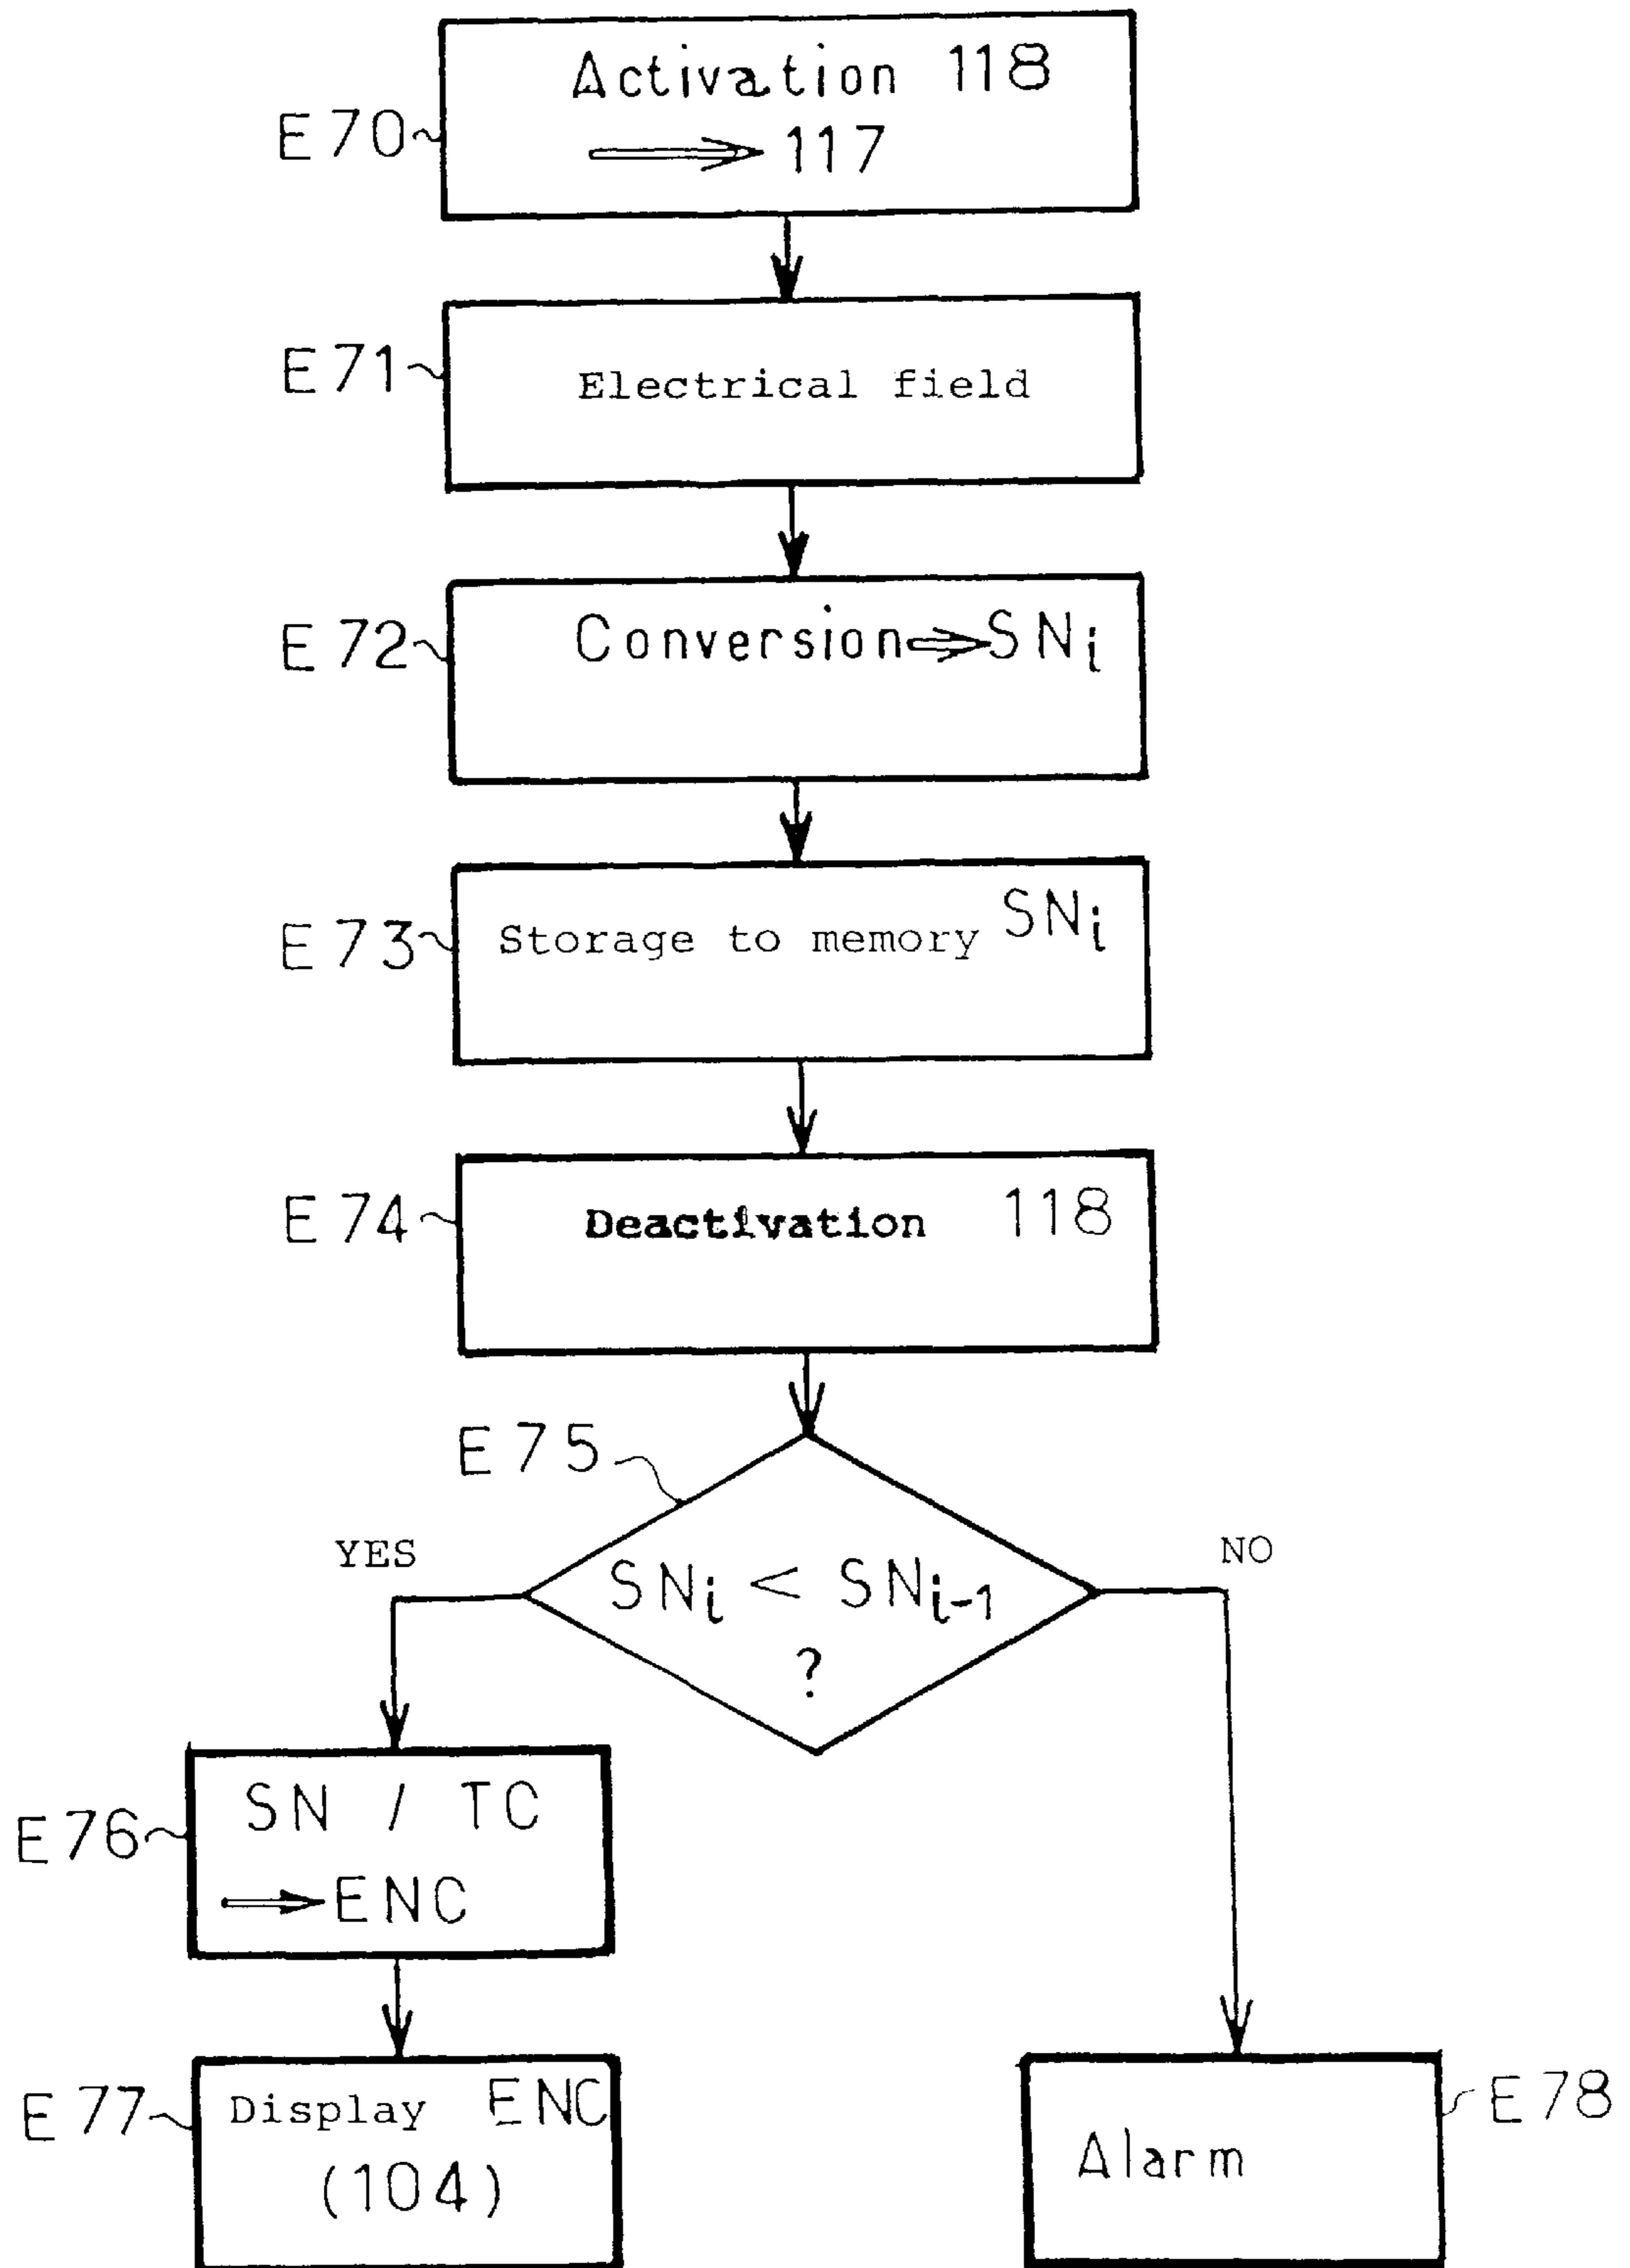 Activation 118
E70
⟹ 117
E71
Electrical field
E72
Conversion ⟹ SNi
E73
Storage to memory SNi
E74
Deactivation 118
E75
YES
NO
SNi < SNi-1
?
E76
SN / TC
⟹ ENC
E77
Display ENC
(104)
E78
Alarm